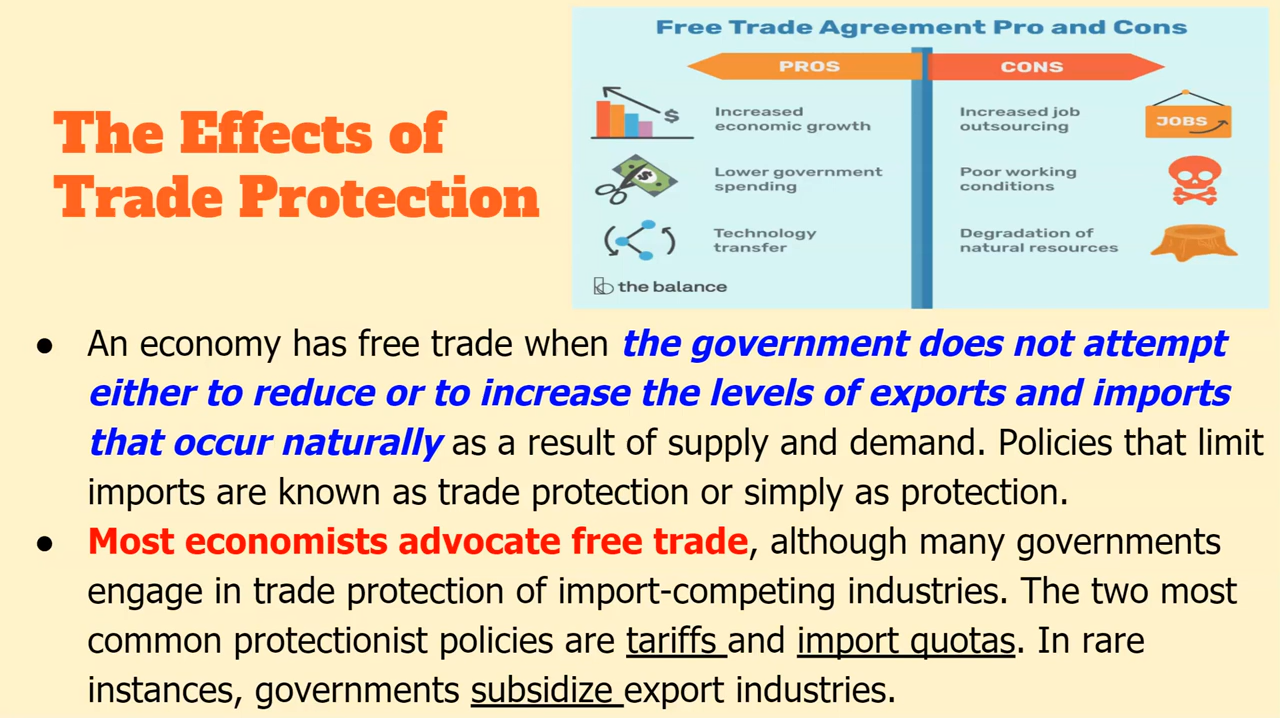 The Effects of
Trade Protection
Free Trade Agreement Pro and Cons
PROS
CONS
Increased
economic growth
Increased job
outsourcing
JOBS
$
Lower government
spending
$
Poor working
conditions
Technology
transfer
Degradation of
natural resources
the balance
● An economy has free trade when the government does not attempt
either to reduce or to increase the levels of exports and imports
that occur naturally as a result of supply and demand. Policies that limit
imports are known as trade protection or simply as protection.
● Most economists advocate free trade, although many governments
engage in trade protection of import-competing industries. The two most
common protectionist policies are tariffs and import quotas. In rare
instances, governments subsidize export industries.